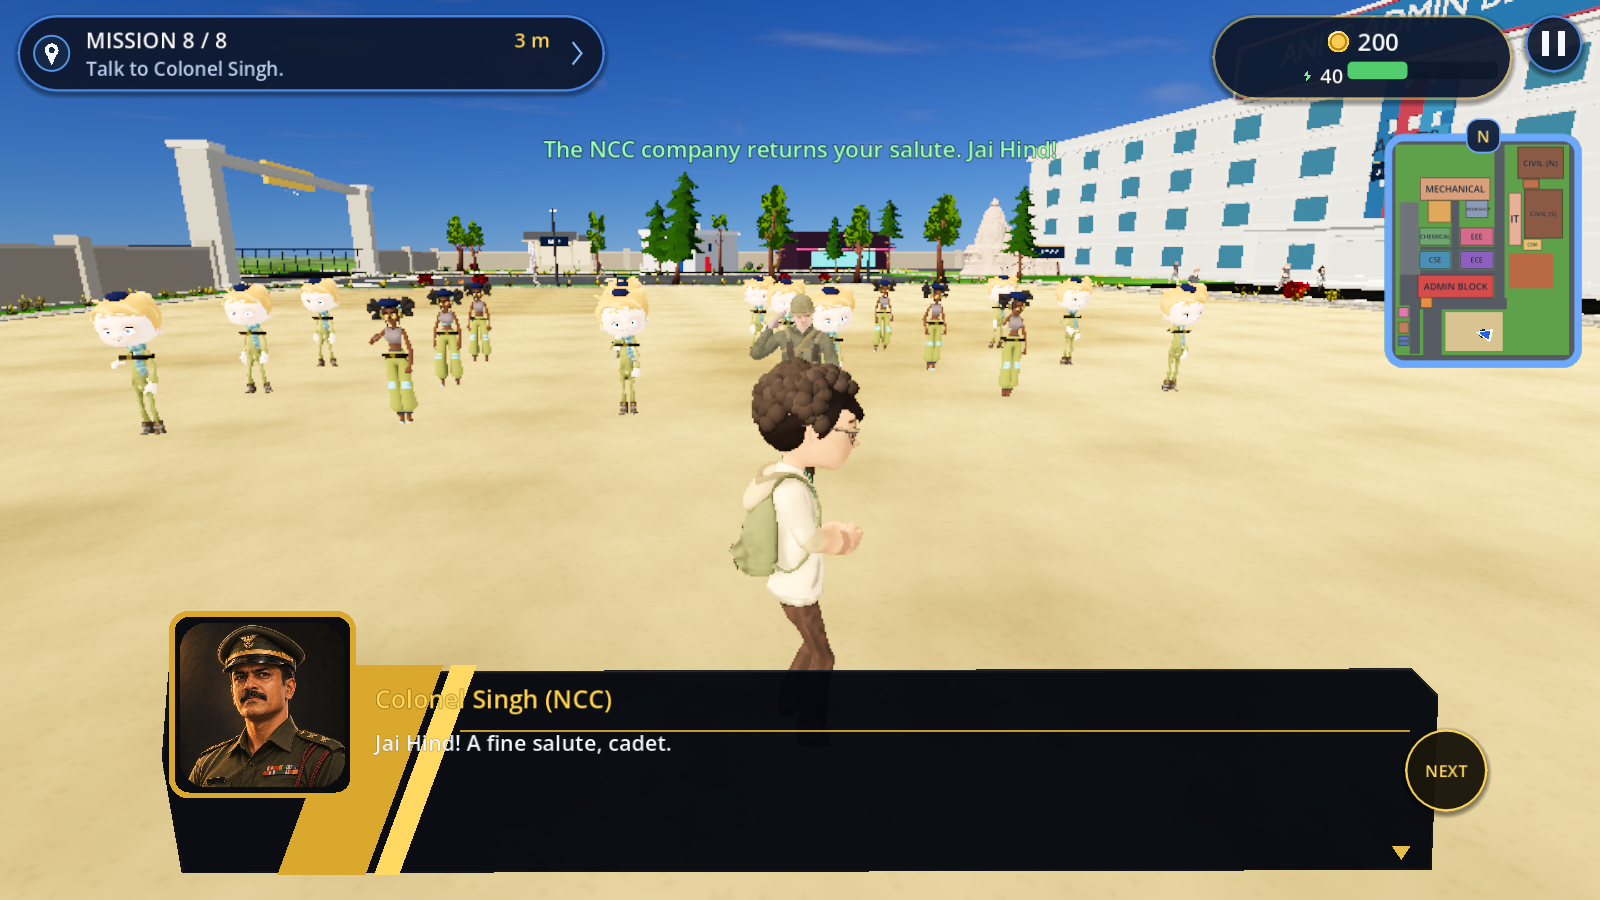 MISSION 8 / 8
3 m
Talk to Colonel Singh.
200
40
N
The NCC company returns your salute. Jai Hind!
CIVIL (N)
MECHANICAL
IT
CIVIL (S)
CHEMICAL
EEE
CSE
ECE
ADMIN BLOCK
Colonel Singh (NCC)
Jai Hind! A fine salute, cadet.
NEXT